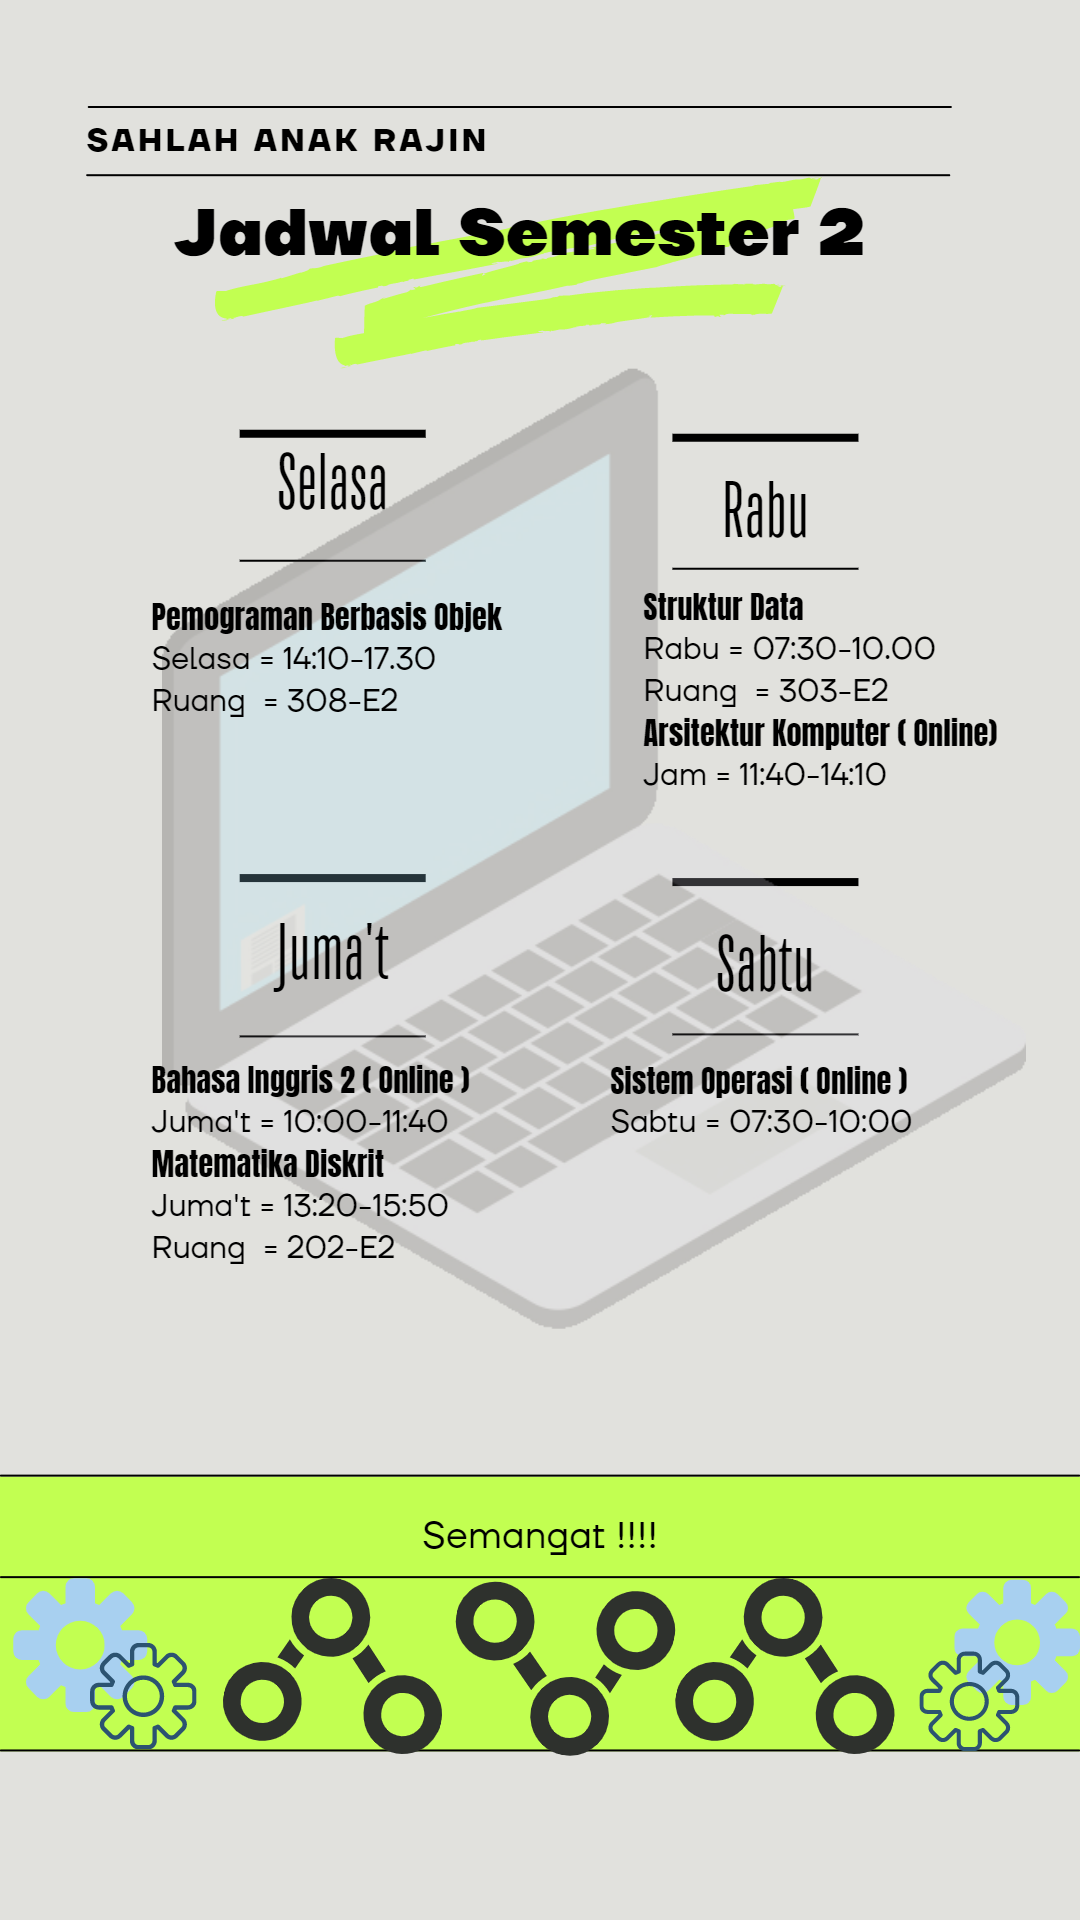 SAHLAH ANAK RAJIN
Jadwal Semester 2
Selasa
Pemograman Berbasis Objek
Selasa = 14:10-17.30
Ruang = 308-E2
Rabu
Struktur Data
Rabu = 07:30-10.00
Ruang = 303-E2
Arsitektur Komputer ( Online)
Jam = 11:40-14:10
Juma't
Bahasa Inggris 2 ( Online )
Juma't = 10:00-11:40
Matematika Diskrit
Juma't = 13:20-15:50
Ruang = 202-E2
Sabtu
Sistem Operasi ( Online )
Sabtu = 07:30-10:00
Semangat !!!!